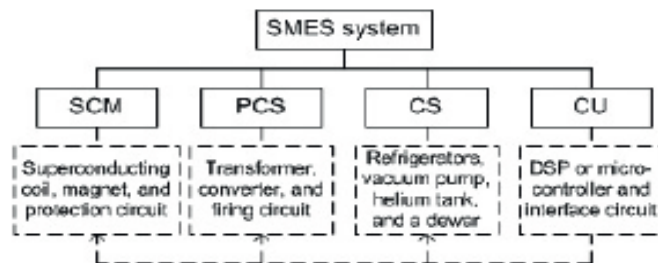 SMES system
SCM
PCS
CS
CU
Superconducting
coil, magnet, and
protection circuit
Transformer,
converter, and
firing circuit
Refrigerators,
vacuum pump,
helium tank,
and a dewar
DSP or micro-
controller and
interface circuit